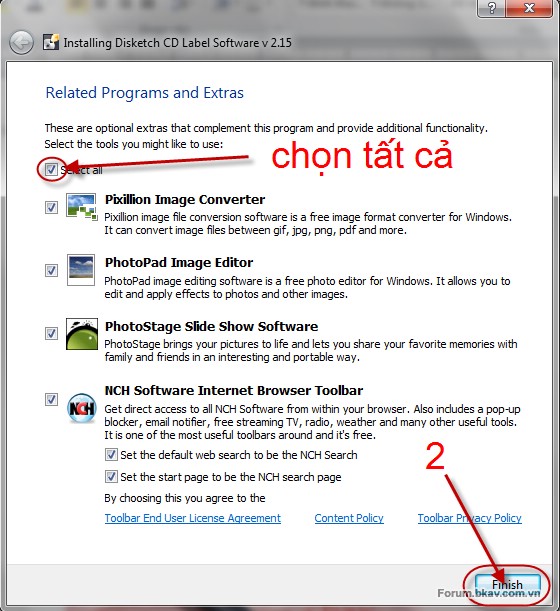 Installing Disketch CD Label Software v 2.15
Related Programs and Extras
These are optional extras that complement this program and provide additional functionality.
Select the tools you might like to use:
chọn tất cả
Select all
Pixillion Image Converter
Pixillion image file conversion software is a free image format converter for Windows.
It can convert image files between gif, jpg, png, pdf and more.
PhotoPad Image Editor
PhotoPad image editing software is a free photo editor for Windows. It allows you to
edit and apply effects to photos and other images.
PhotoStage Slide Show Software
PhotoStage brings your pictures to life and lets you share your favorite memories with
family and friends in an interesting and portable way.
NCH Software Internet Browser Toolbar
NCH
Get direct access to all NCH Software from within your browser. Also includes a pop-up
blocker, email notifier, free streaming TV, radio, weather and many other useful tools.
It is one of the most useful toolbars around and it's free.
Set the default web search to be the NCH Search
Set the start page to be the NCH search page
2
By choosing this you agree to the
Toolbar End User License Agreement Content Policy Toolbar Privacy Policy
Finish
Forum.bkav.com.vn